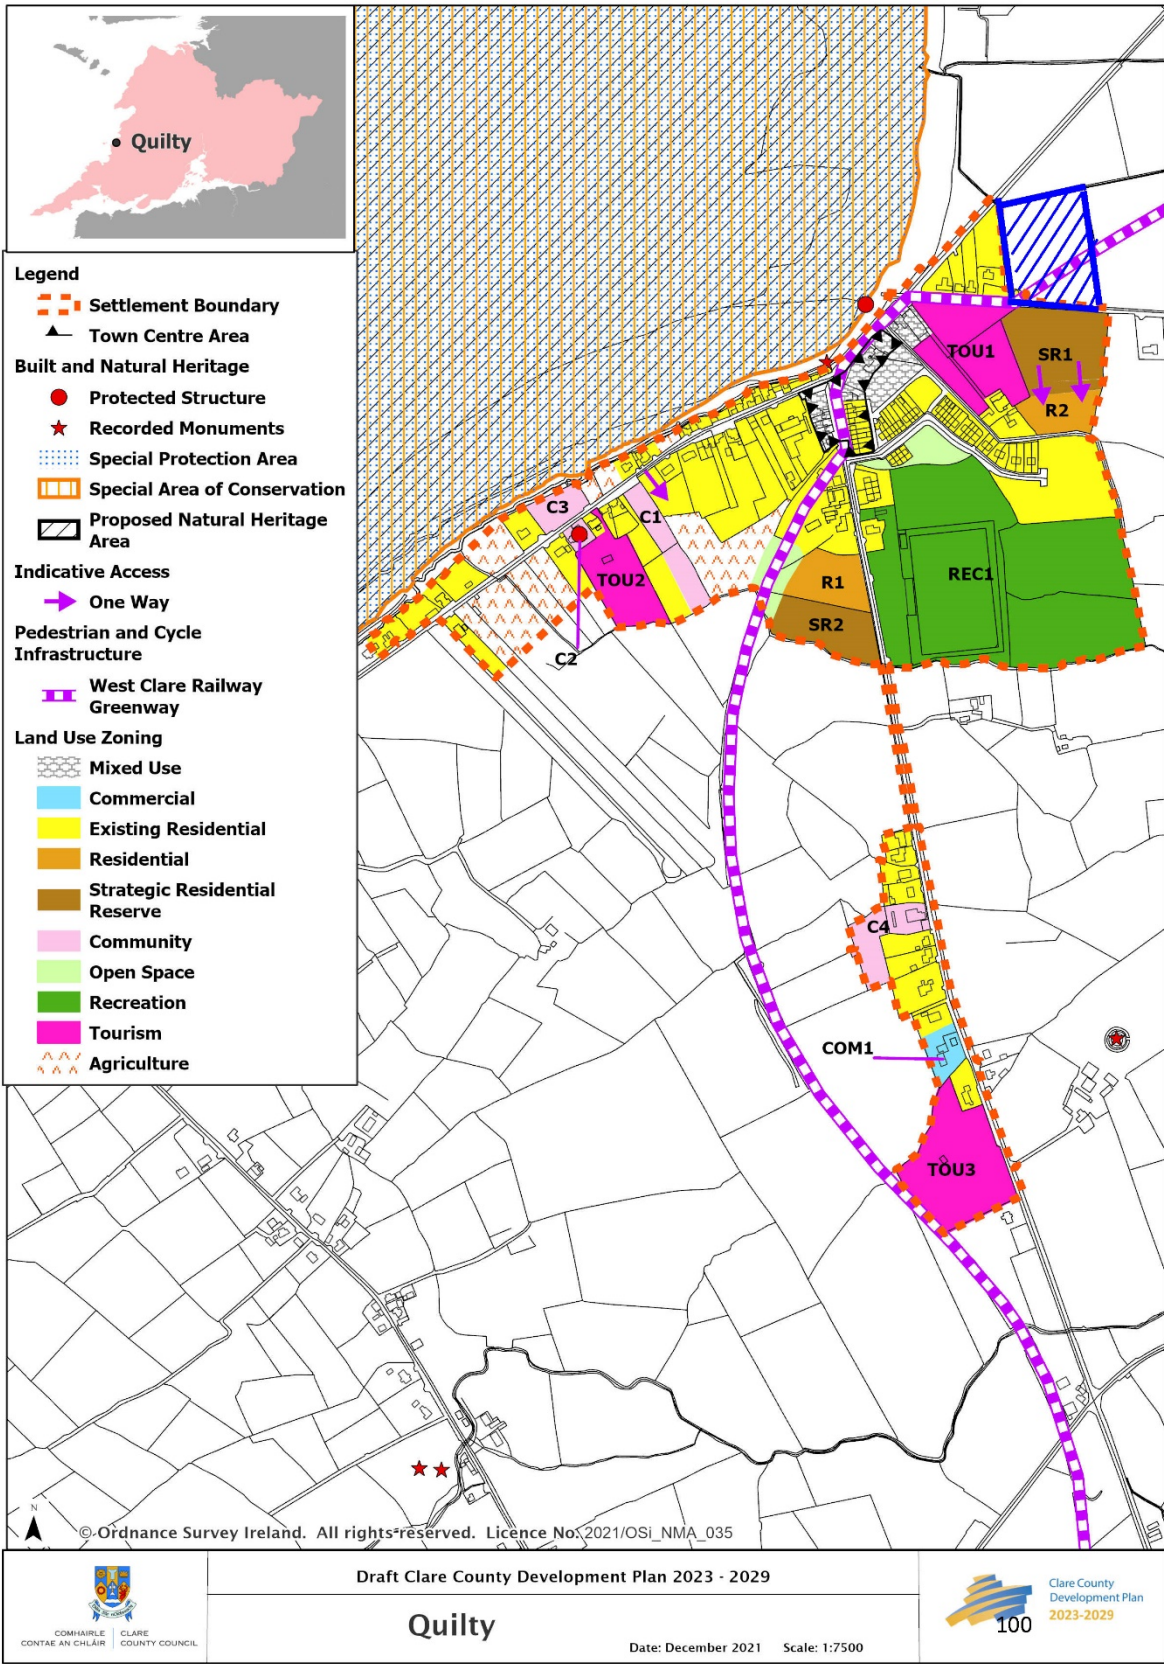 Quilty
Legend
Settlement Boundary
Town Centre Area
Built and Natural Heritage
Protected Structure
Recorded Monuments
Special Protection Area
Special Area of Conservation
Proposed Natural Heritage
Area
Indicative Access
One Way
Pedestrian and Cycle
Infrastructure
West Clare Railway
Greenway
Land Use Zoning
Mixed Use
Commercial
Existing Residential
Residential
Strategic Residential
Reserve
Community
Open Space
Recreation
Tourism
Agriculture
TOU1
SR1
R2
C3
C1
TOU2
R1
REC1
SR2
C2
C4
COM1
TOU3
N
© Ordnance Survey Ireland. All rights reserved. Licence No. 2021/OSi_NMA_035
COMHAIRLE
CONTAE AN CHLÁIR
CLARE
COUNTY COUNCIL
Draft Clare County Development Plan 2023 - 2029
Quilty
Date: December 2021 Scale: 1:7500
100
Clare County
Development Plan
2023-2029